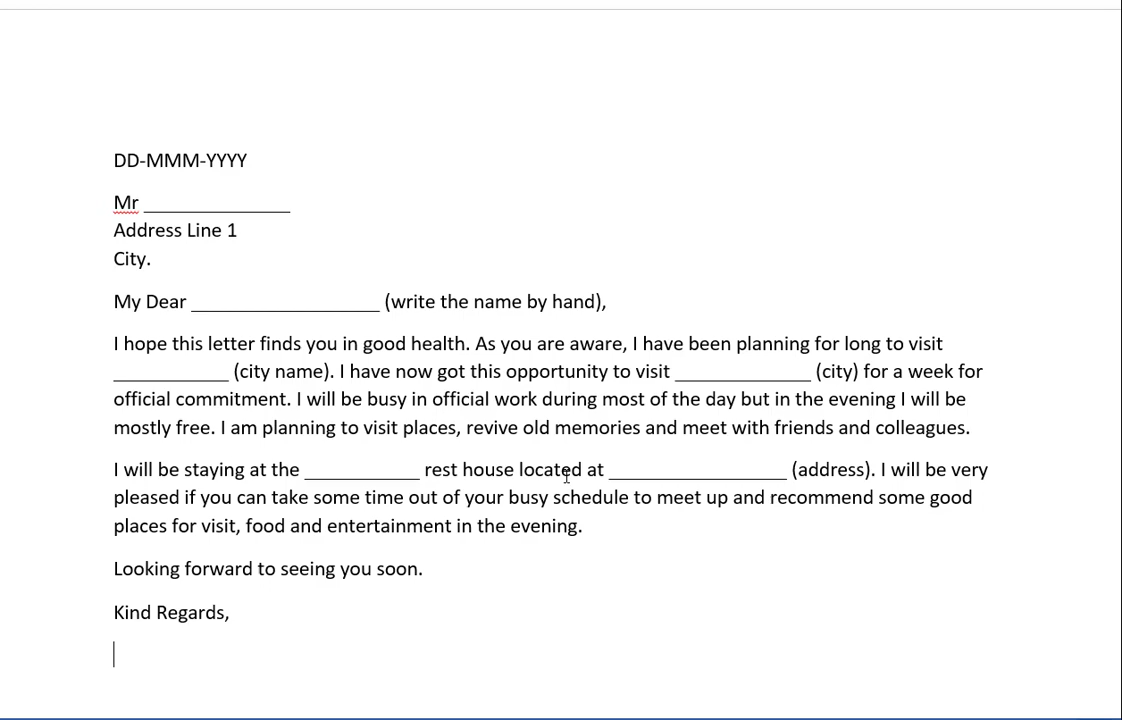 DD-MMM-YYYY
Mr ______________
Address Line 1
City.
My Dear __________________ (write the name by hand),
I hope this letter finds you in good health. As you are aware, I have been planning for long to visit
___________ (city name). I have now got this opportunity to visit _____________ (city) for a week for
official commitment. I will be busy in official work during most of the day but in the evening I will be
mostly free. I am planning to visit places, revive old memories and meet with friends and colleagues.
I will be staying at the ___________ rest house located at _________________ (address). I will be very
pleased if you can take some time out of your busy schedule to meet up and recommend some good
places for visit, food and entertainment in the evening.
Looking forward to seeing you soon.
Kind Regards,